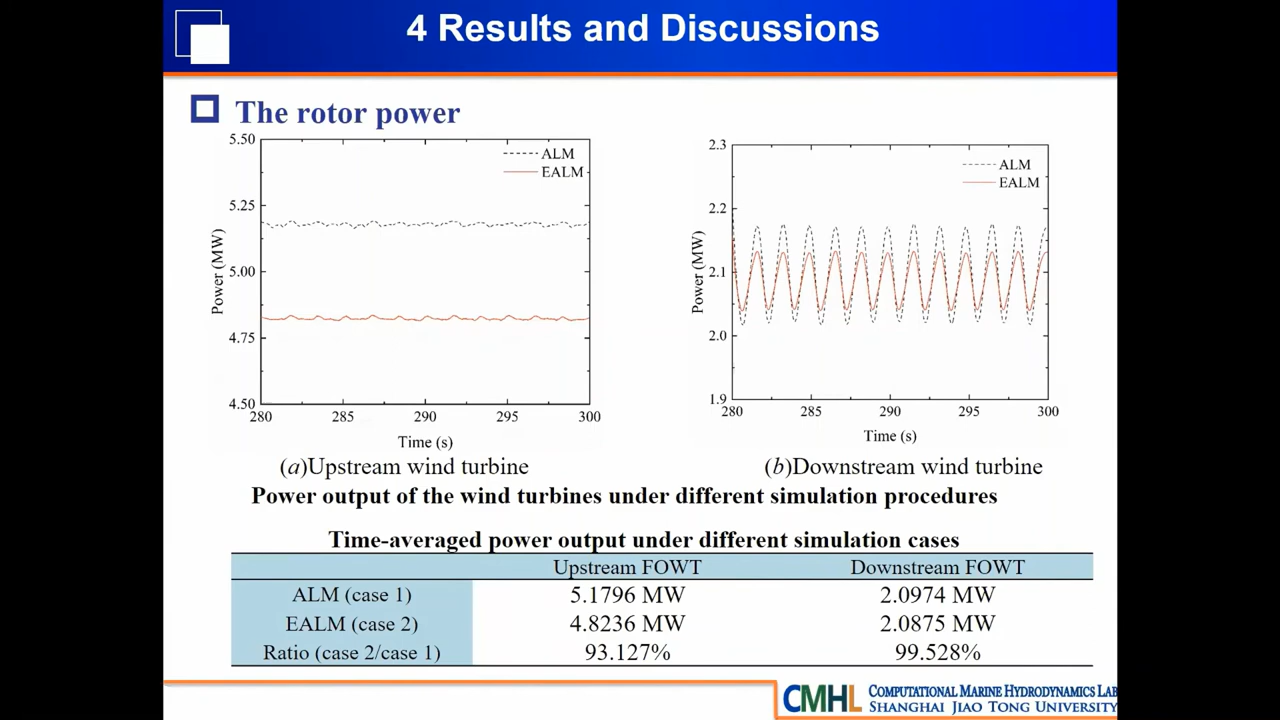 4 Results and Discussions
The rotor power
5.50
5.25
5.00
4.75
4.50
Power (MW)
ALM
EALM
280
285
290
295
300
Time (s)
(a)Upstream wind turbine
2.3
2.2
2.1
2.0
1.9
Power (MW)
ALM
EALM
280
285
290
295
300
Time (s)
(b)Downstream wind turbine
Power output of the wind turbines under different simulation procedures
Time-averaged power output under different simulation cases
Upstream FOWT Downstream FOWT
ALM (case 1) 5.1796 MW 2.0974 MW
EALM (case 2) 4.8236 MW 2.0875 MW
Ratio (case 2/case 1) 93.127% 99.528%
CMHL
COMPUTATIONAL MARINE HYDRODYNAMICS LAB
SHANGHAI JIAO TONG UNIVERSITY